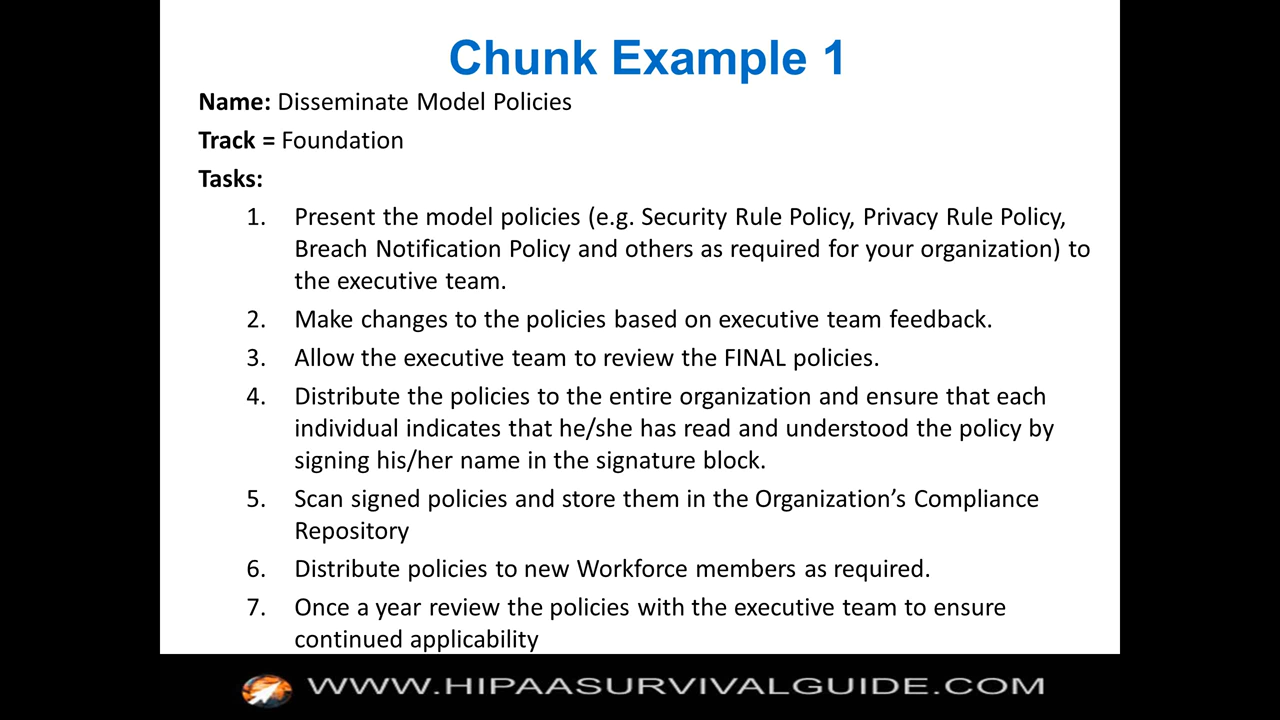 Chunk Example 1
Name: Disseminate Model Policies
Track = Foundation
Tasks:
1. Present the model policies (e.g. Security Rule Policy, Privacy Rule Policy,
Breach Notification Policy and others as required for your organization) to
the executive team.
2. Make changes to the policies based on executive team feedback.
3. Allow the executive team to review the FINAL policies.
4. Distribute the policies to the entire organization and ensure that each
individual indicates that he/she has read and understood the policy by
signing his/her name in the signature block.
5. Scan signed policies and store them in the Organization’s Compliance
Repository
6. Distribute policies to new Workforce members as required.
7. Once a year review the policies with the executive team to ensure
continued applicability
WWW.HIPAASURVIVALGUIDE.COM